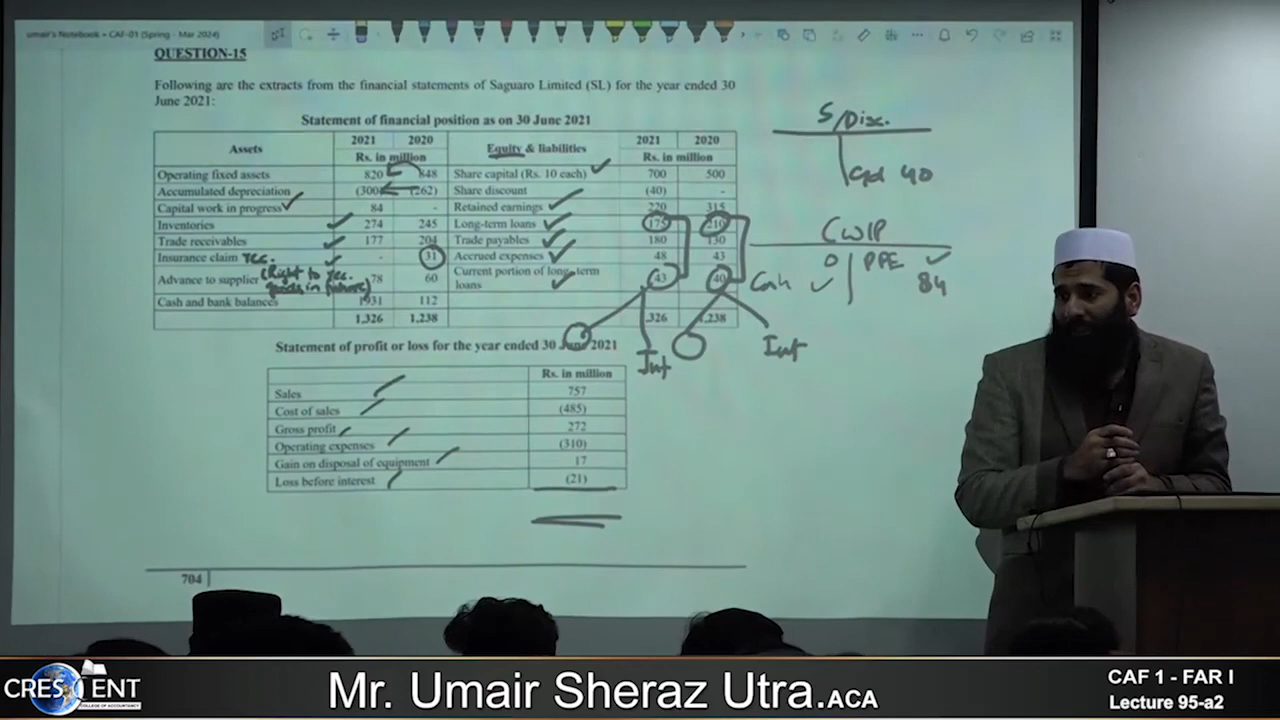 umair's Notebook » CAF-01 (Spring - Mar 2024)
QUESTION-15
Following are the extracts from the financial statements of Saguaro Limited (SL) for the year ended 30
June 2021:
Statement of financial position as on 30 June 2021
Assets 2021 2020 Equity & liabilities 2021 2020
Rs. in million Rs. in million
Operating fixed assets 820 848 Share capital (Rs. 10 each) 700 500
Accumulated depreciation (300) (262) Share discount (40) -
Capital work in progress 84 - Retained earnings 220 315
Inventories 274 245 Long-term loans 175 210
Trade receivables 177 204 Trade payables 180 130
Insurance claim rec. - 31 Accrued expenses 48 43
Advance to supplier (Right to rec. goods in future) 78 60 Current portion of long-term loans 43 40
Cash and bank balances 112
1,326 1,238 1,326 1,238
S/Disc.
40
CWIP
0 PPE
Cash 84
Int Int
Statement of profit or loss for the year ended 30 June 2021
Rs. in million
Sales 757
Cost of sales (485)
Gross profit 272
Operating expenses (310)
Gain on disposal of equipment 17
Loss before interest (21)
704
CRESCENT
COLLEGE OF ACCOUNTANCY
Mr. Umair Sheraz Utra.ACA
CAF 1 - FAR I
Lecture 95-a2